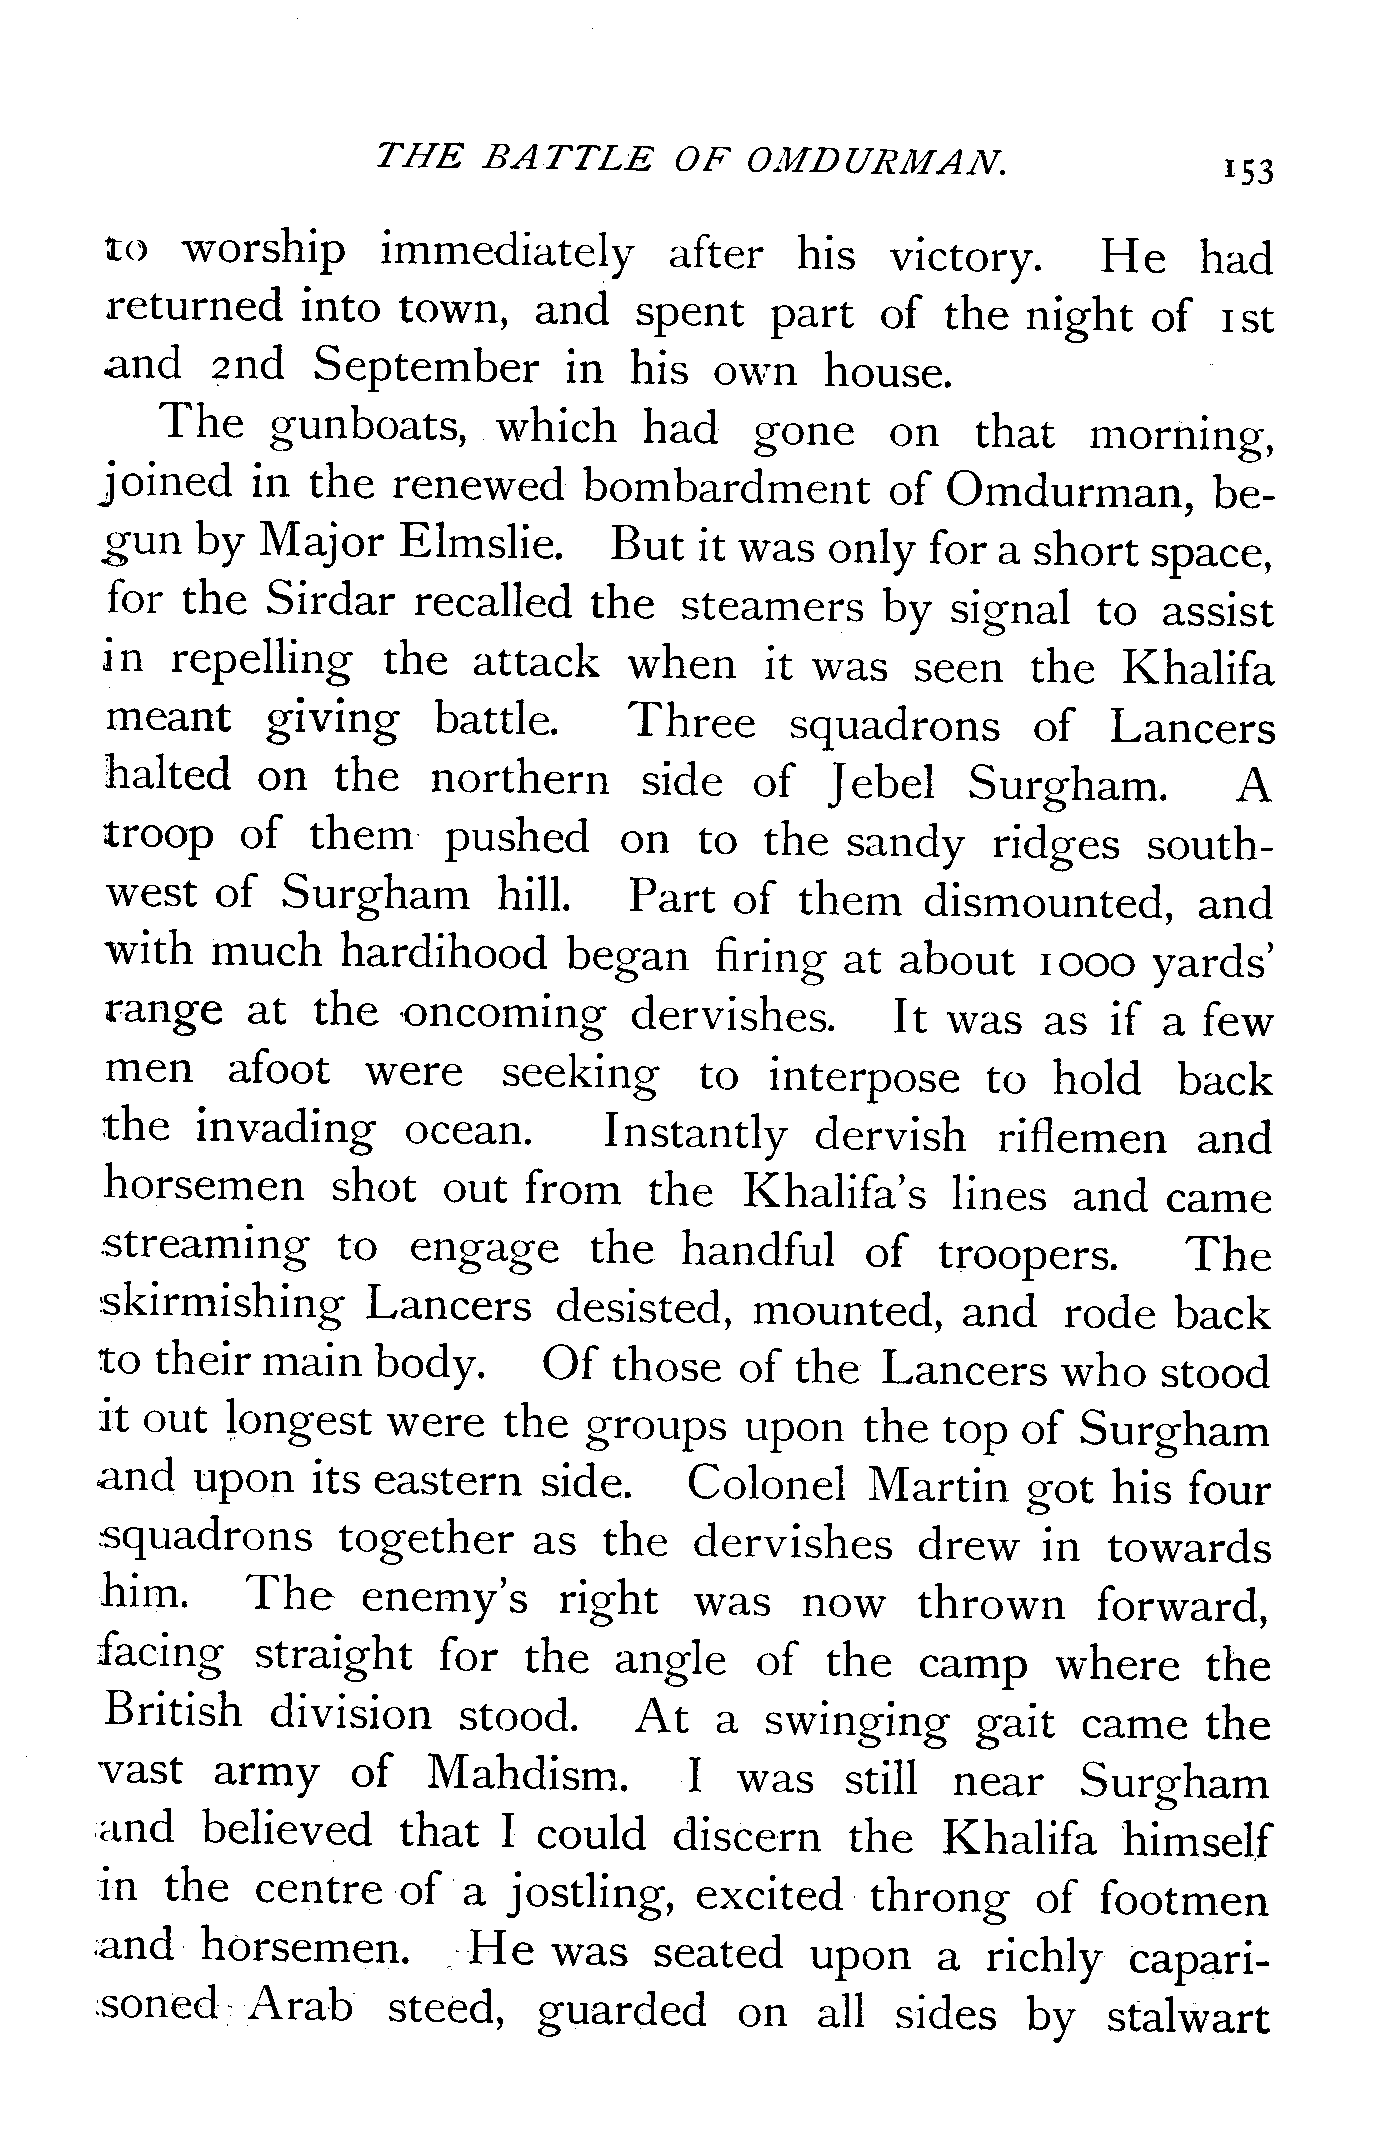 THE BATTLE OF OMDURMAN. 153
to worship immediately after his victory. He had
returned into town, and spent part of the night of 1st
and 2nd September in his own house.
The gunboats, which had gone on that morning,
joined in the renewed bombardment of Omdurman, be-
gun by Major Elmslie. But it was only for a short space,
for the Sirdar recalled the steamers by signal to assist
in repelling the attack when it was seen the Khalifa
meant giving battle. Three squadrons of Lancers
halted on the northern side of Jebel Surgham. A
troop of them pushed on to the sandy ridges south-
west of Surgham hill. Part of them dismounted, and
with much hardihood began firing at about 1000 yards'
range at the oncoming dervishes. It was as if a few
men afoot were seeking to interpose to hold back
the invading ocean. Instantly dervish riflemen and
horsemen shot out from the Khalifa's lines and came
streaming to engage the handful of troopers. The
skirmishing Lancers desisted, mounted, and rode back
to their main body. Of those of the Lancers who stood
it out longest were the groups upon the top of Surgham
and upon its eastern side. Colonel Martin got his four
squadrons together as the dervishes drew in towards
him. The enemy's right was now thrown forward,
facing straight for the angle of the camp where the
British division stood. At a swinging gait came the
vast army of Mahdism. I was still near Surgham
and believed that I could discern the Khalifa himself
in the centre of a jostling, excited throng of footmen
and horsemen. He was seated upon a richly capari-
soned Arab steed, guarded on all sides by stalwart